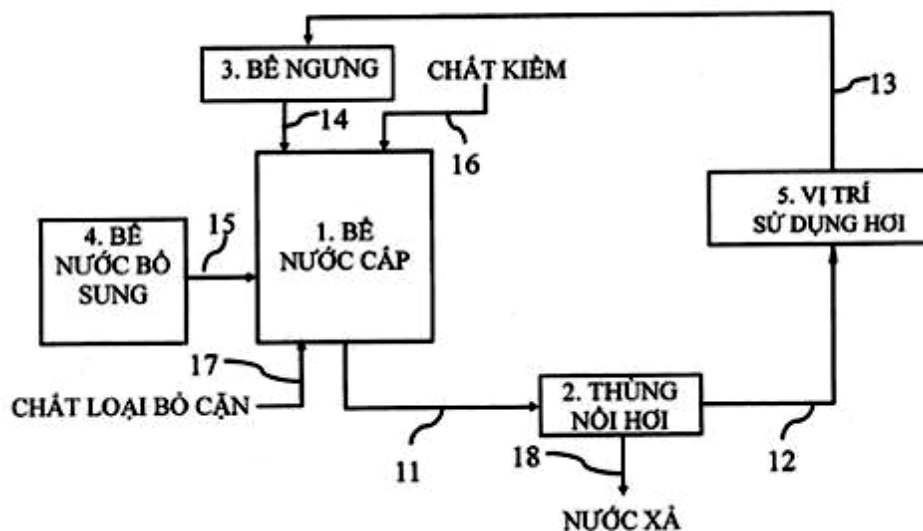 3. BỂ NGƯNG
CHẤT KIỀM
13
14
16
5. VỊ TRÍ
SỬ DỤNG HƠI
4. BỂ
NƯỚC BỔ
SUNG
15
1. BỂ
NƯỚC CẤP
17
CHẤT LOẠI BỎ CẶN
2. THÙNG
NỒI HƠI
11
18
12
NƯỚC XẢ